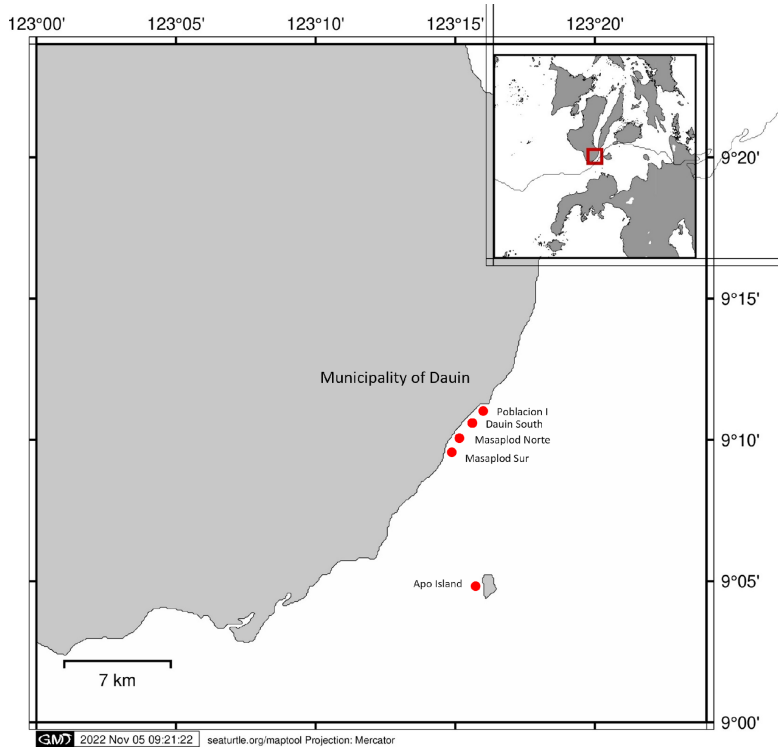 123°00' 123°05' 123°10' 123°15' 123°20'
9°20'
9°15'
Municipality of Dauin
Poblacion I
Dauin South
Masaplod Norte
9°10'
Masaplod Sur
Apo Island
9°05'
7 km
9°00'
GMT 2022 Nov 05 09:21:22 seaturtle.org/maptool Projection: Mercator